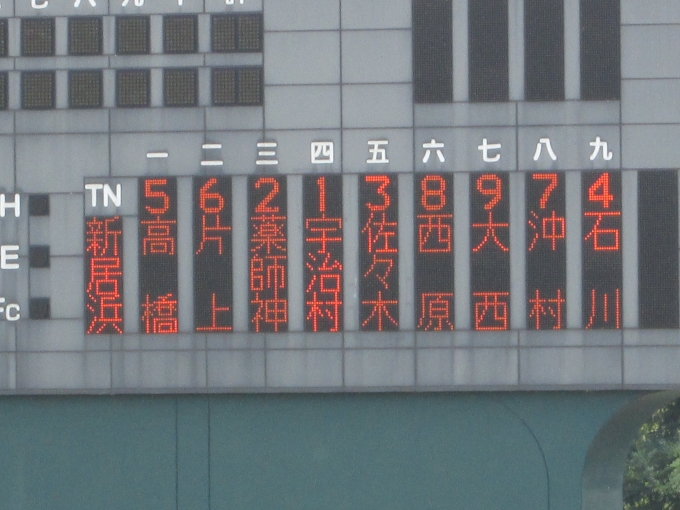 一 二 三 四 五 六 七 八 九
TN 5 6 2 1 3 8 9 7 4
新居浜
高橋
片上
薬師神
宇治村
佐々木
西原
大西
沖村
石川
H
E
Fc